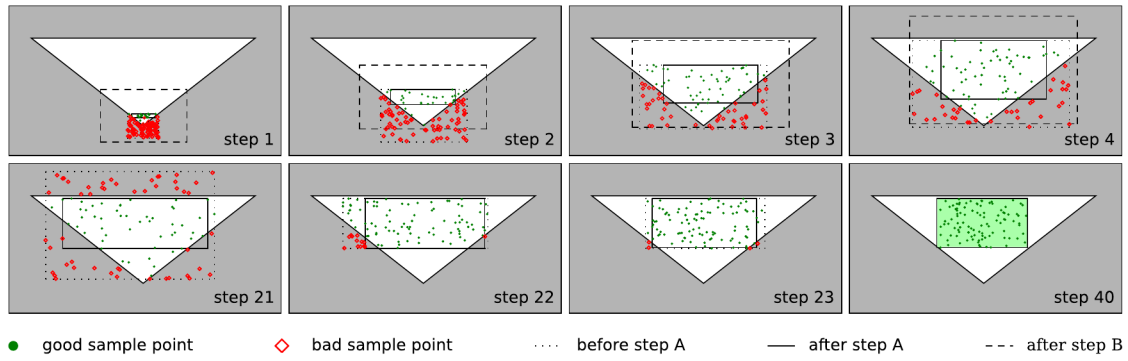 step 1
step 2
step 3
step 4
step 21
step 22
step 23
step 40
good sample point bad sample point before step A after step A after step B